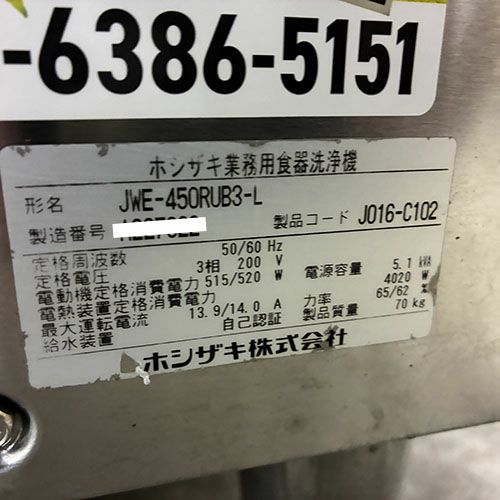 -6386-5151
ホシザキ業務用食器洗浄機
形名 JWE-450RUB3-L
製造番号 製品コード J016-C102
定格周波数 50/60 Hz
定格電圧 3相 200 V 電源容量 5.1 kVA
電動機定格消費電力 515/520 W 4020 W
電熱装置定格消費電力 力率 65/62 %
最大運転電流 13.9/14.0 A 製品質量 70 kg
給水装置 自己認証
ホシザキ株式会社